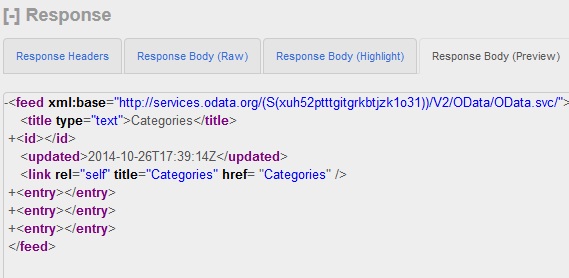 [-] Response
Response Headers
Response Body (Raw)
Response Body (Highlight)
Response Body (Preview)
-<feed xml:base="http://services.odata.org/(S(xuh52ptttgitgrkbtjzk1o31))/V2/OData/OData.svc/">
<title type="text">Categories</title>
+<id></id>
<updated>2014-10-26T17:39:14Z</updated>
<link rel="self" title="Categories" href= "Categories" />
+<entry></entry>
+<entry></entry>
+<entry></entry>
</feed>